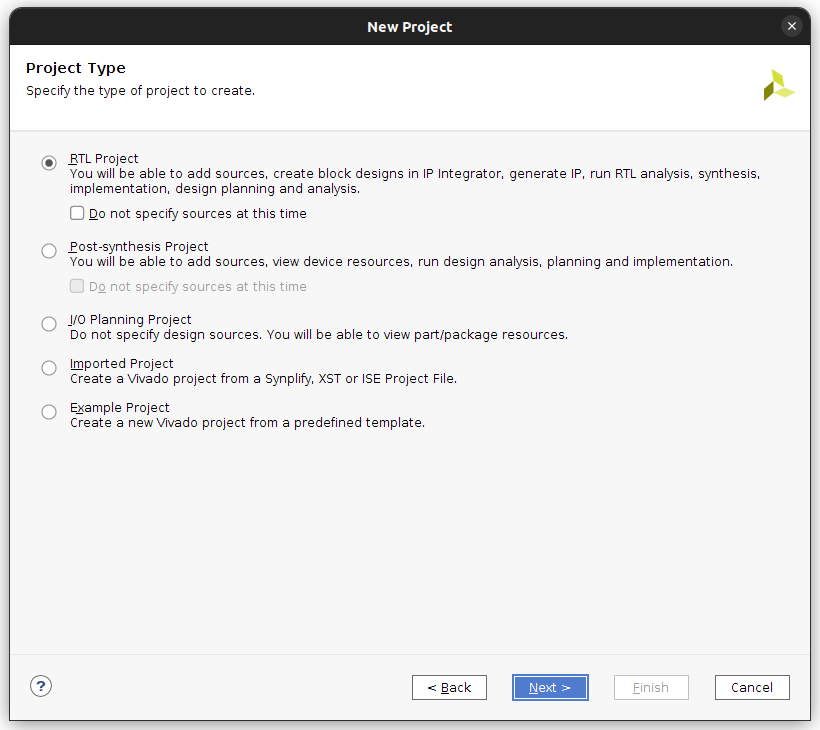 New Project
Project Type
Specify the type of project to create.
RTL Project
You will be able to add sources, create block designs in IP Integrator, generate IP, run RTL analysis, synthesis,
implementation, design planning and analysis.
Do not specify sources at this time
Post-synthesis Project
You will be able to add sources, view device resources, run design analysis, planning and implementation.
Do not specify sources at this time
I/O Planning Project
Do not specify design sources. You will be able to view part/package resources.
Imported Project
Create a Vivado project from a Synplify, XST or ISE Project File.
Example Project
Create a new Vivado project from a predefined template.
? < Back Next > Finish Cancel